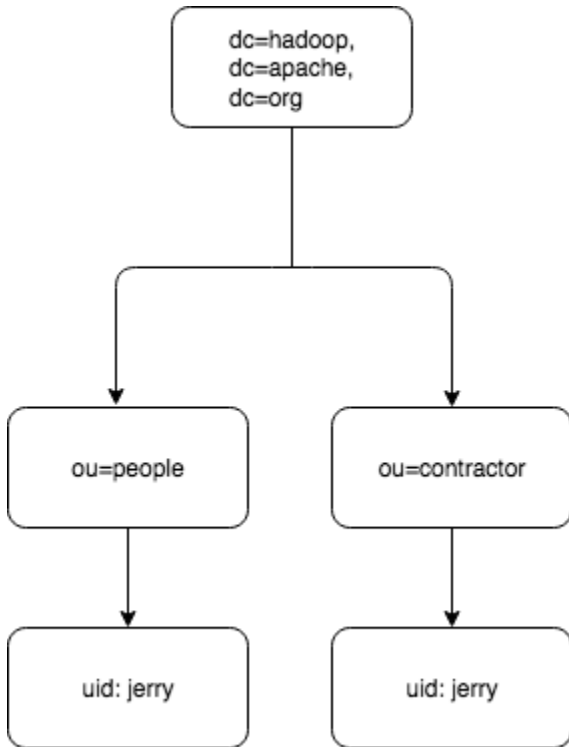 dc=hadoop,
dc=apache,
dc=org
ou=people
ou=contractor
uid: jerry
uid: jerry